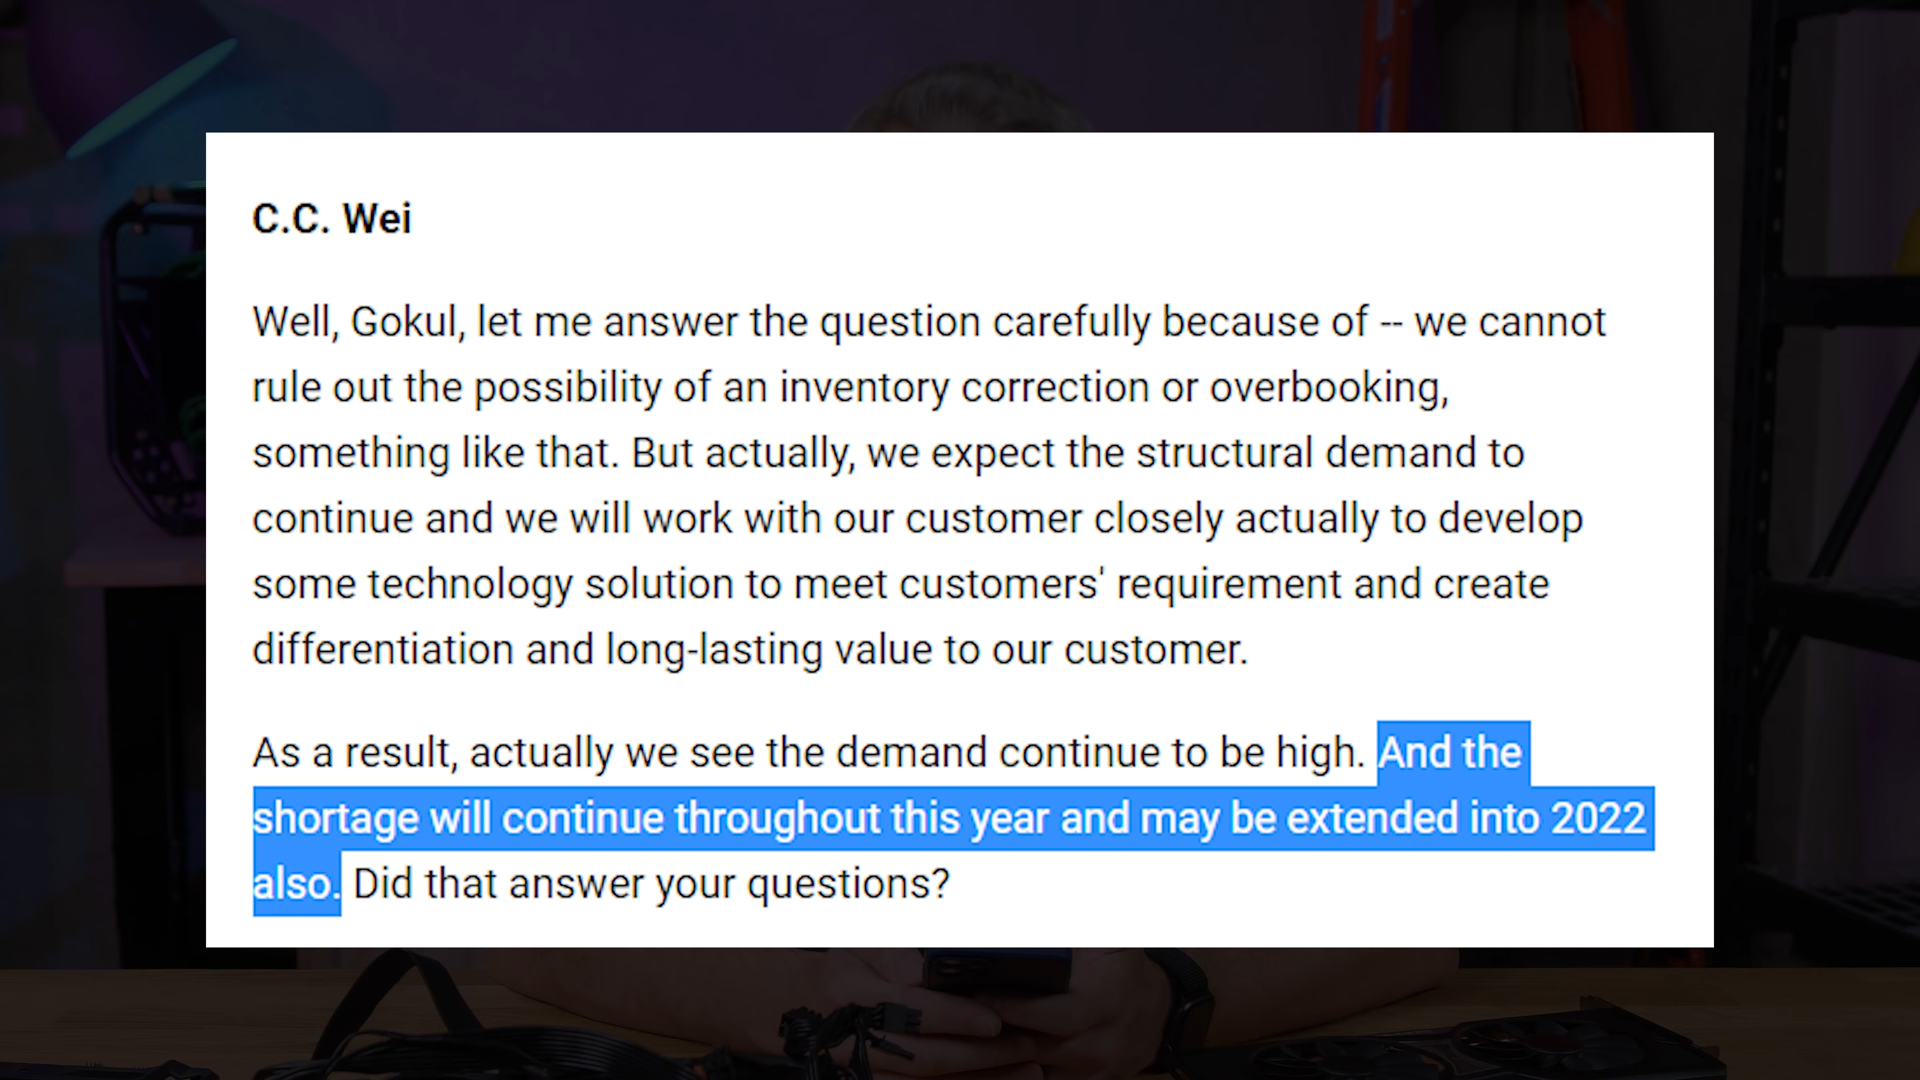 C.C. Wei
Well, Gokul, let me answer the question carefully because of -- we cannot
rule out the possibility of an inventory correction or overbooking,
something like that. But actually, we expect the structural demand to
continue and we will work with our customer closely actually to develop
some technology solution to meet customers' requirement and create
differentiation and long-lasting value to our customer.
As a result, actually we see the demand continue to be high. And the
shortage will continue throughout this year and may be extended into 2022
also. Did that answer your questions?